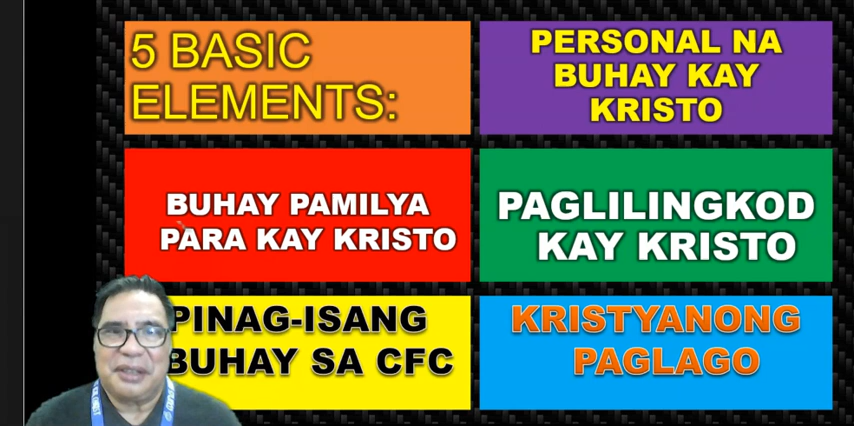 5 BASIC
ELEMENTS:
PERSONAL NA
BUHAY KAY
KRISTO
BUHAY PAMILYA
PARA KAY KRISTO
PAGLILINGKOD
KAY KRISTO
PINAG-ISANG
BUHAY SA CFC
KRISTYANONG
PAGLAGO